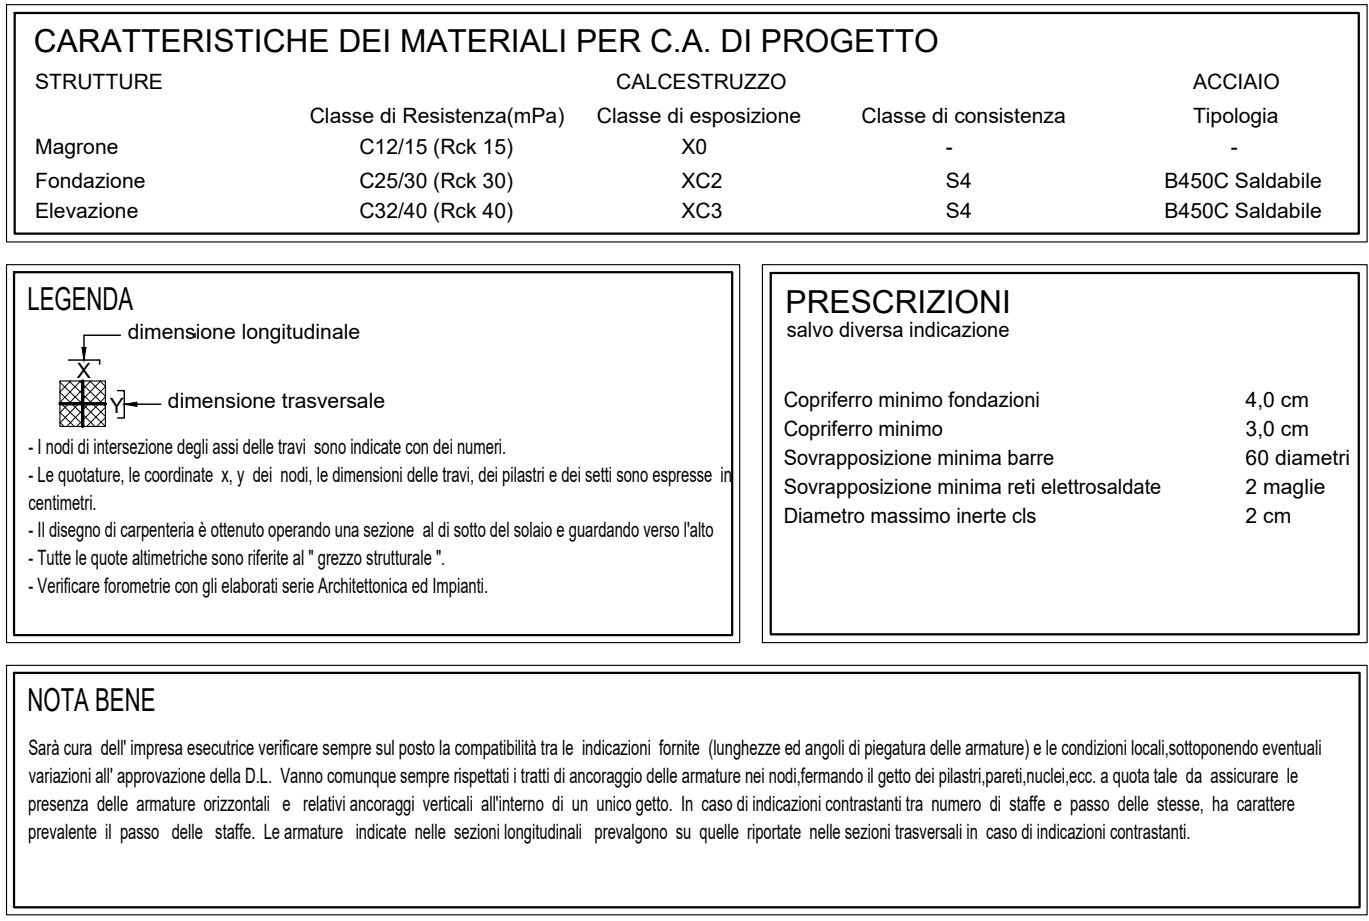 CARATTERISTICHE DEI MATERIALI PER C.A. DI PROGETTO
STRUTTURE CALCESTRUZZO ACCIAIO
Classe di Resistenza(mPa) Classe di esposizione Classe di consistenza Tipologia
Magrone C12/15 (Rck 15) X0 - -
Fondazione C25/30 (Rck 30) XC2 S4 B450C Saldabile
Elevazione C32/40 (Rck 40) XC3 S4 B450C Saldabile
LEGENDA
dimensione longitudinale
X
Y dimensione trasversale
- I nodi di intersezione degli assi delle travi sono indicate con dei numeri.
- Le quotature, le coordinate x, y dei nodi, le dimensioni delle travi, dei pilastri e dei setti sono espresse in
centimetri.
- Il disegno di carpenteria è ottenuto operando una sezione al di sotto del solaio e guardando verso l'alto
- Tutte le quote altimetriche sono riferite al " grezzo strutturale ".
- Verificare forometrie con gli elaborati serie Architettonica ed Impianti.
PRESCRIZIONI
salvo diversa indicazione
Copriferro minimo fondazioni 4,0 cm
Copriferro minimo 3,0 cm
Sovrapposizione minima barre 60 diametri
Sovrapposizione minima reti elettrosaldate 2 maglie
Diametro massimo inerte cls 2 cm
NOTA BENE
Sarà cura dell' impresa esecutrice verificare sempre sul posto la compatibilità tra le indicazioni fornite (lunghezze ed angoli di piegatura delle armature) e le condizioni locali,sottoponendo eventuali
variazioni all' approvazione della D.L. Vanno comunque sempre rispettati i tratti di ancoraggio delle armature nei nodi,fermando il getto dei pilastri,pareti,nuclei,ecc. a quota tale da assicurare le
presenza delle armature orizzontali e relativi ancoraggi verticali all'interno di un unico getto. In caso di indicazioni contrastanti tra numero di staffe e passo delle stesse, ha carattere
prevalente il passo delle staffe. Le armature indicate nelle sezioni longitudinali prevalgono su quelle riportate nelle sezioni trasversali in caso di indicazioni contrastanti.